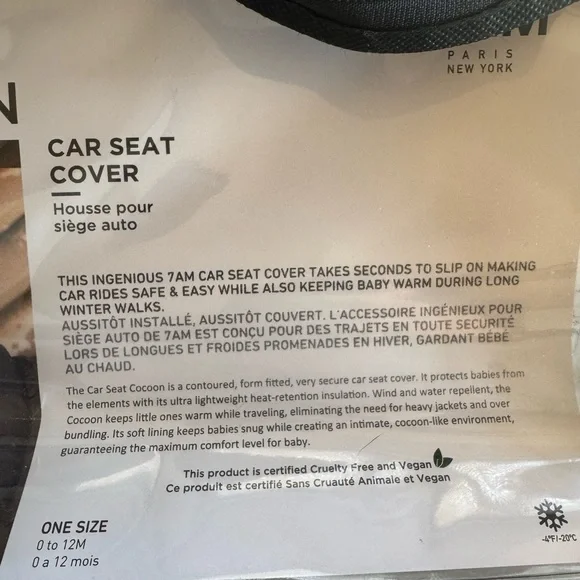 M
PARIS
NEW YORK
N
CAR SEAT
COVER
Housse pour
siège auto
THIS INGENIOUS 7AM CAR SEAT COVER TAKES SECONDS TO SLIP ON MAKING
CAR RIDES SAFE & EASY WHILE ALSO KEEPING BABY WARM DURING LONG
WINTER WALKS.
AUSSITÔT INSTALLÉ, AUSSITÔT COUVERT. L'ACCESSOIRE INGÉNIEUX POUR
SIÈGE AUTO DE 7AM EST CONÇU POUR DES TRAJETS EN TOUTE SECURITÉ
LORS DE LONGUES ET FROIDES PROMENADES EN HIVER, GARDANT BÉBÉ
AU CHAUD.
The Car Seat Cocoon is a contoured, form fitted, very secure car seat cover. It protects babies from
the elements with its ultra lightweight heat-retention insulation. Wind and water repellent, the
Cocoon keeps little ones warm while traveling, eliminating the need for heavy jackets and over
bundling. Its soft lining keeps babies snug while creating an intimate, cocoon-like environment,
guaranteeing the maximum comfort level for baby.
This product is certified Cruelty Free and Vegan
Ce produit est certifié Sans Cruauté Animale et Vegan
ONE SIZE
0 to 12M
0 a 12 mois
-4°F/-20°C